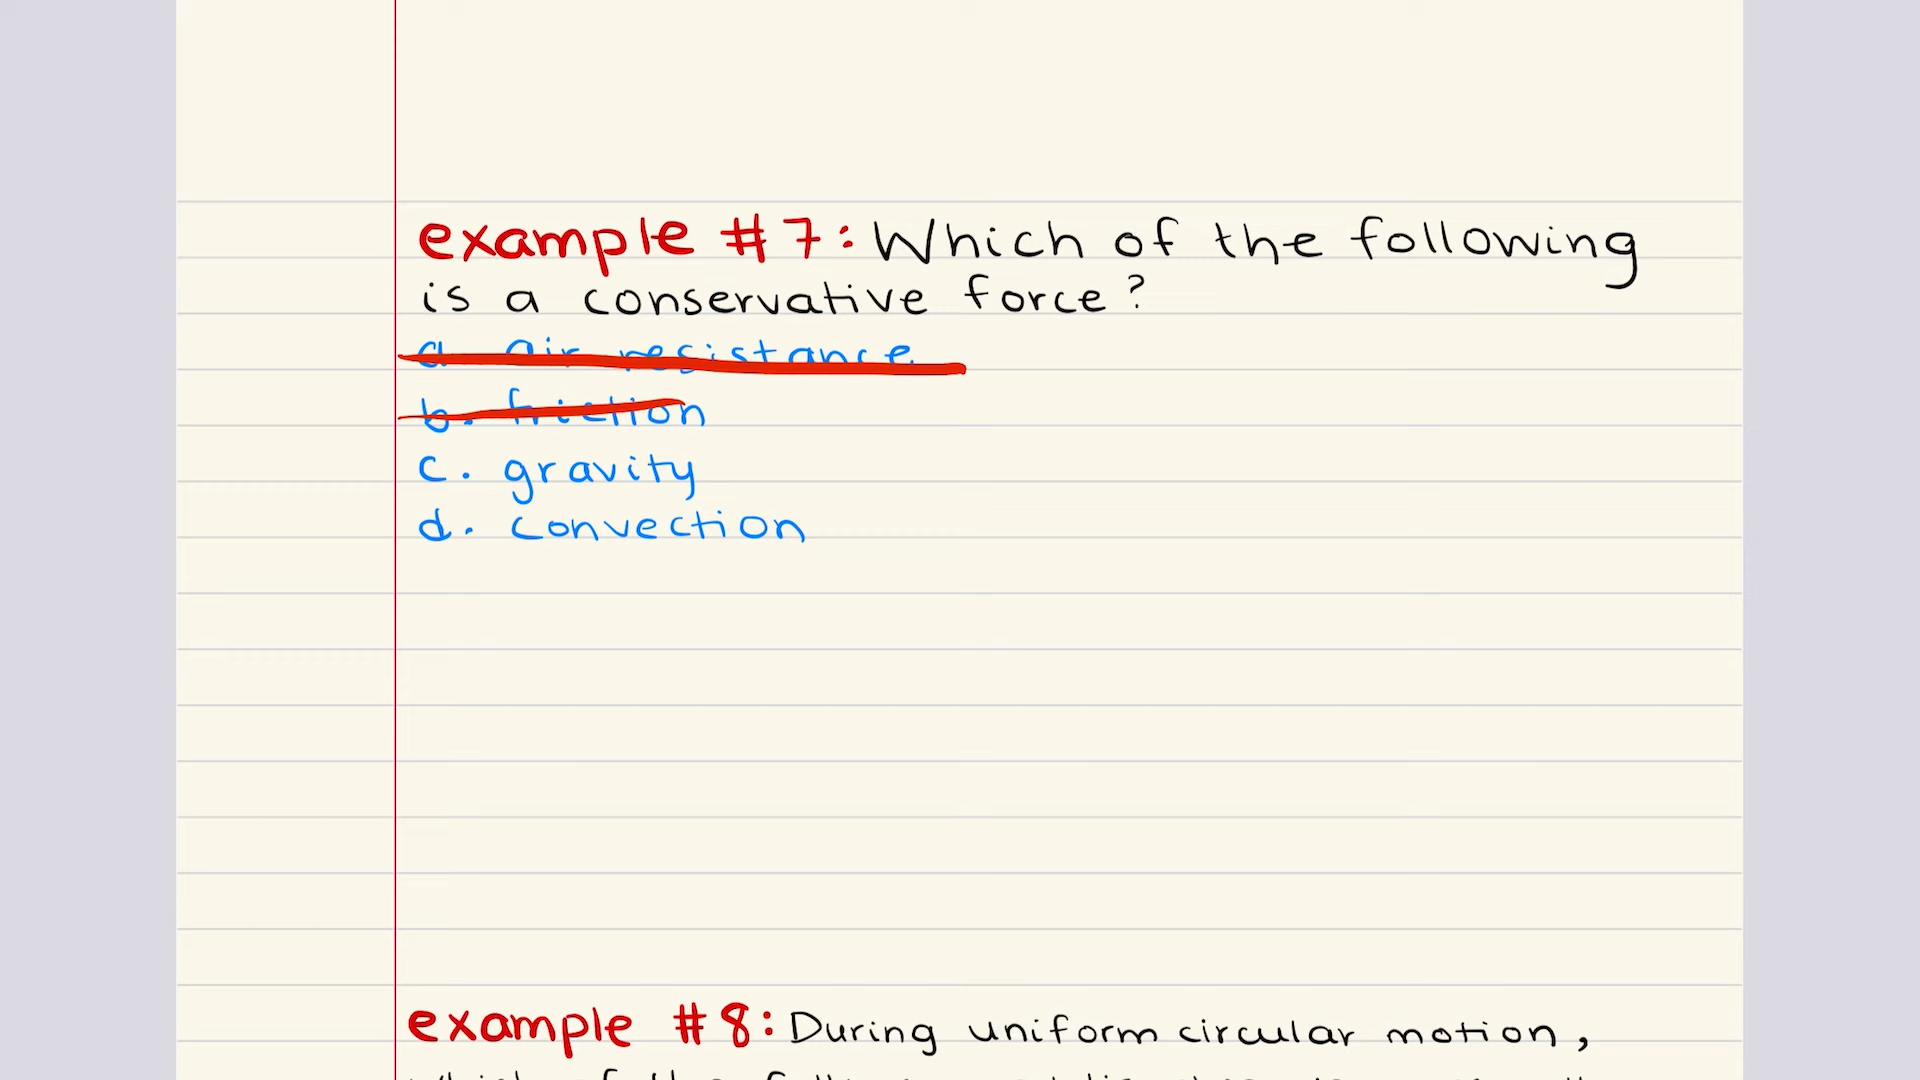 example #7: Which of the following
is a conservative force?
a. air resistance
b. friction
c. gravity
d. convection
example #8: During uniform circular motion,